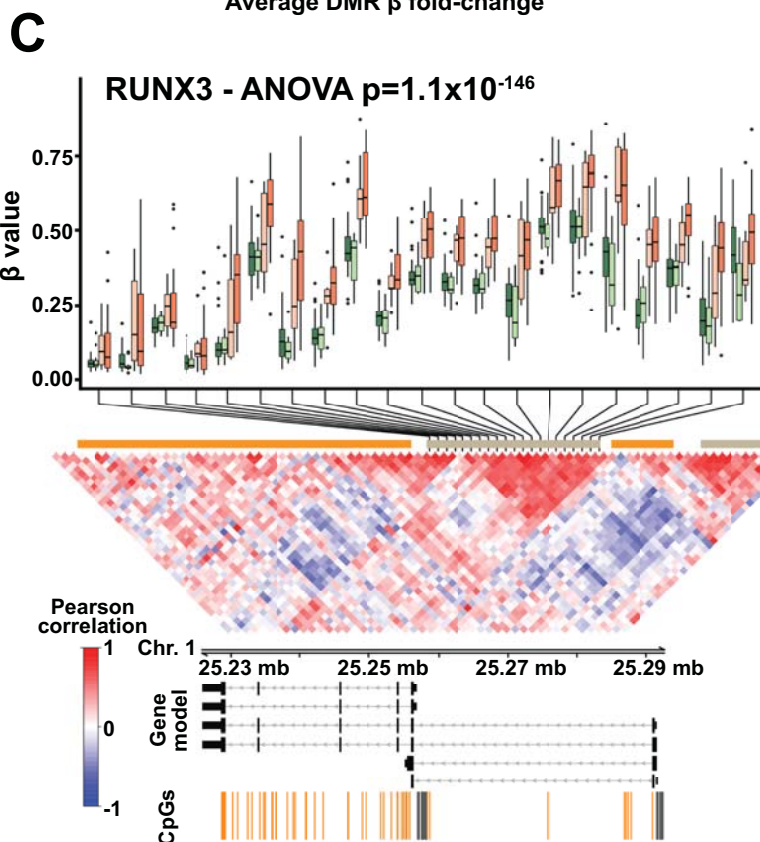 Average DMR β fold-change
C
RUNX3 - ANOVA p=1.1x10-146
β value
0.75
0.50
0.25
0.00
Pearson
correlation
1
0
-1
Chr. 1
25.23 mb 25.25 mb 25.27 mb 25.29 mb
Gene
model
CpGs